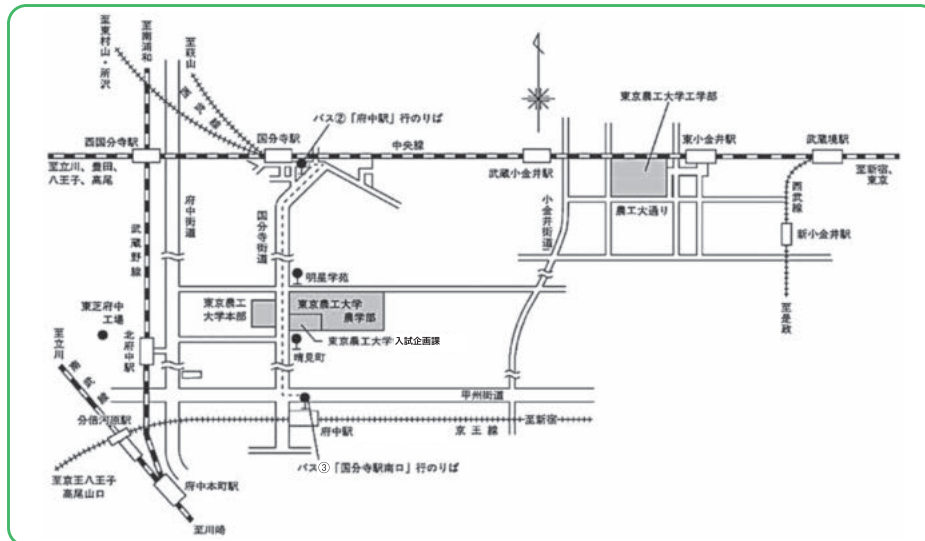 至東村山・所沢
至南浦和
至萩山
西武線
バス②「府中駅」行のりば
東京農工大学工学部
西国分寺駅
国分寺駅
中央線
武蔵小金井駅
東小金井駅
武蔵境駅
至立川、豊田、
八王子、高尾
至新宿、
東京
府中街道
国分寺街道
小金井街道
農工大通り
西武線
新小金井駅
武蔵野線
明星学苑
東芝府中
工場
東京農工
大学本部
東京農工大学
農学部
至是政
東京農工大学 入試企画課
至立川
南武線
北府中駅
晴見町
甲州街道
分倍河原駅
府中駅
京王線
至新宿
バス③「国分寺駅南口」行のりば
至京王八王子
高尾山口
府中本町駅
至川崎